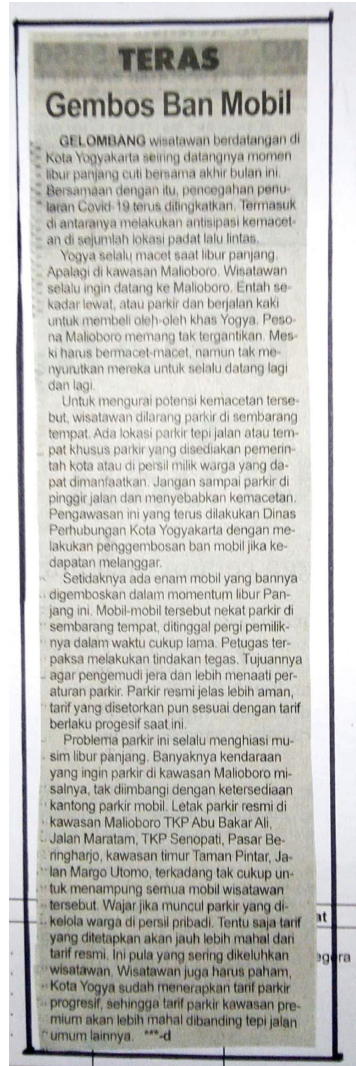 TERAS
Gembos Ban Mobil
GELOMBANG wisatawan berdatangan di
Kota Yogyakarta seiring datangnya momen
libur panjang cuti bersama akhir bulan ini.
Bersamaan dengan itu, pencegahan penu-
laran Covid-19 terus ditingkatkan. Termasuk
di antaranya melakukan antisipasi kemacet-
an di sejumlah lokasi padat lalu lintas.
Yogya selalu macet saat libur panjang.
Apalagi di kawasan Malioboro. Wisatawan
selalu ingin datang ke Malioboro. Entah se-
kadar lewat, atau parkir dan berjalan kaki
untuk membeli oleh-oleh khas Yogya. Peso-
na Malioboro memang tak tergantikan. Mes-
ki harus bermacet-macet, namun tak me-
nyurutkan mereka untuk selalu datang lagi
dan lagi.
Untuk mengurai potensi kemacetan terse-
but, wisatawan dilarang parkir di sembarang
tempat. Ada lokasi parkir tepi jalan atau tem-
pat khusus parkir yang disediakan pemerin-
tah kota atau di persil milik warga yang da-
pat dimanfaatkan. Jangan sampai parkir di
pinggir jalan dan menyebabkan kemacetan.
Pengawasan ini yang terus dilakukan Dinas
Perhubungan Kota Yogyakarta dengan me-
lakukan penggembosan ban mobil jika ke-
dapatan melanggar.
Setidaknya ada enam mobil yang bannya
digemboskan dalam momentum libur Pan-
jang ini. Mobil-mobil tersebut nekat parkir di
sembarang tempat, ditinggal pergi pemilik-
nya dalam waktu cukup lama. Petugas ter-
paksa melakukan tindakan tegas. Tujuannya
agar pengemudi jera dan lebih menaati per-
aturan parkir. Parkir resmi jelas lebih aman,
tarif yang disetorkan pun sesuai dengan tarif
berlaku progesif saat ini.
Problema parkir ini selalu menghiasi mu-
sim libur panjang. Banyaknya kendaraan
yang ingin parkir di kawasan Malioboro mi-
salnya, tak diimbangi dengan ketersediaan
kantong parkir mobil. Letak parkir resmi di
kawasan Malioboro TKP Abu Bakar Ali,
Jalan Maratam, TKP Senopati, Pasar Be-
ringharjo, kawasan timur Taman Pintar, Ja-
lan Margo Utomo, terkadang tak cukup un-
tuk menampung semua mobil wisatawan
tersebut. Wajar jika muncul parkir yang di-
kelola warga di persil pribadi. Tentu saja tarif
yang ditetapkan akan jauh lebih mahal dari
tarif resmi. Ini pula yang sering dikeluhkan
wisatawan. Wisatawan juga harus paham,
Kota Yogya sudah menerapkan tarif parkir
progresif, sehingga tarif parkir kawasan pre-
mium akan lebih mahal dibanding tepi jalan
umum lainnya. ***-d
at
egera